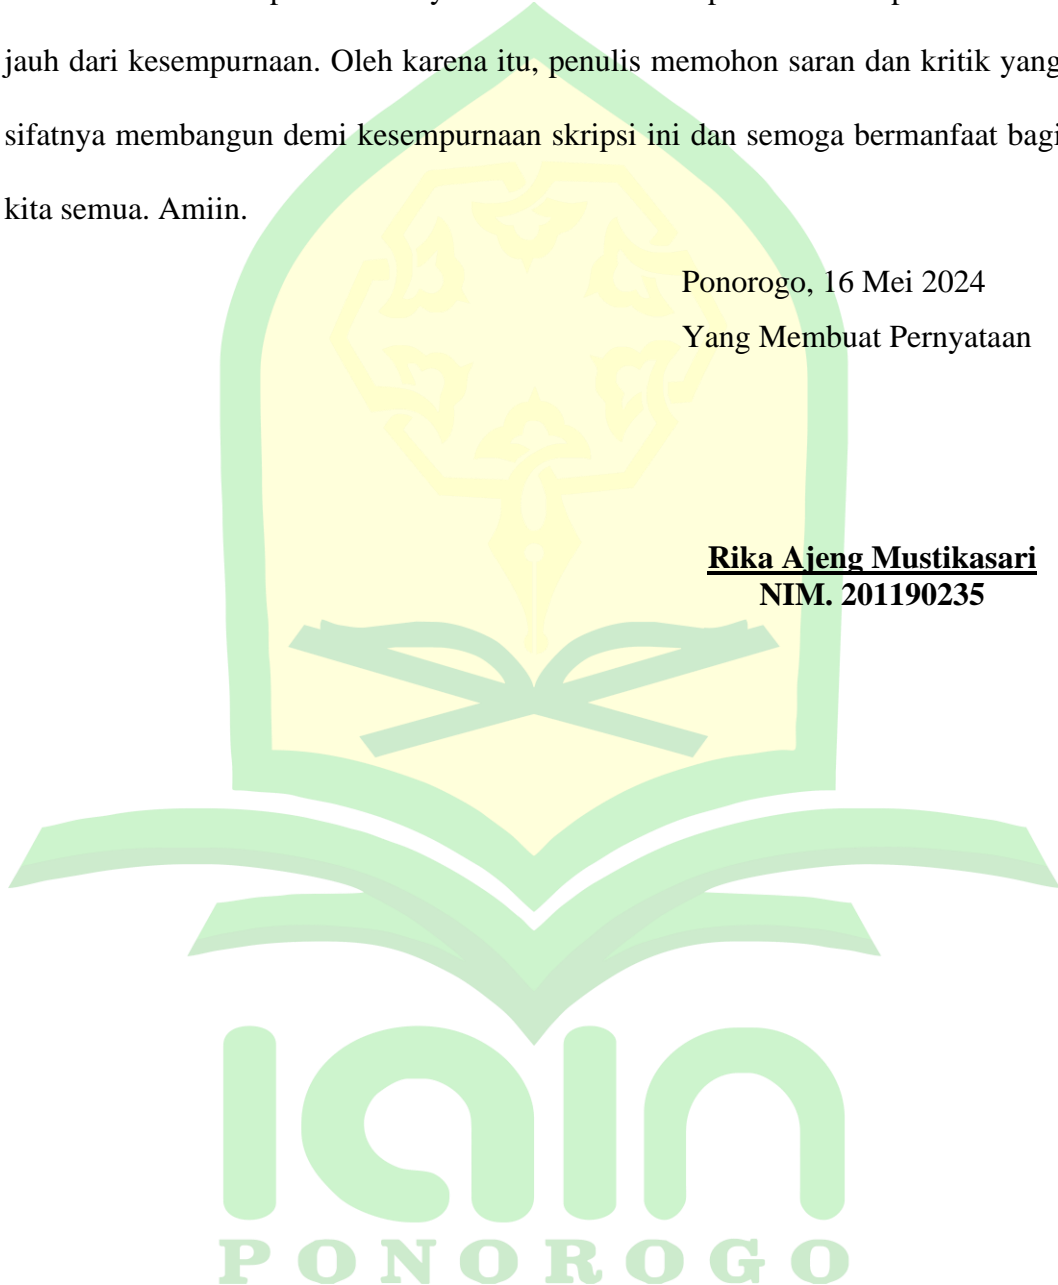 jauh dari kesempurnaan. Oleh karena itu, penulis memohon saran dan kritik yang
sifatnya membangun demi kesempurnaan skripsi ini dan semoga bermanfaat bagi
kita semua. Amiin.
Ponorogo, 16 Mei 2024
Yang Membuat Pernyataan
Rika Ajeng Mustikasari
NIM. 201190235
iain
PONOROGO